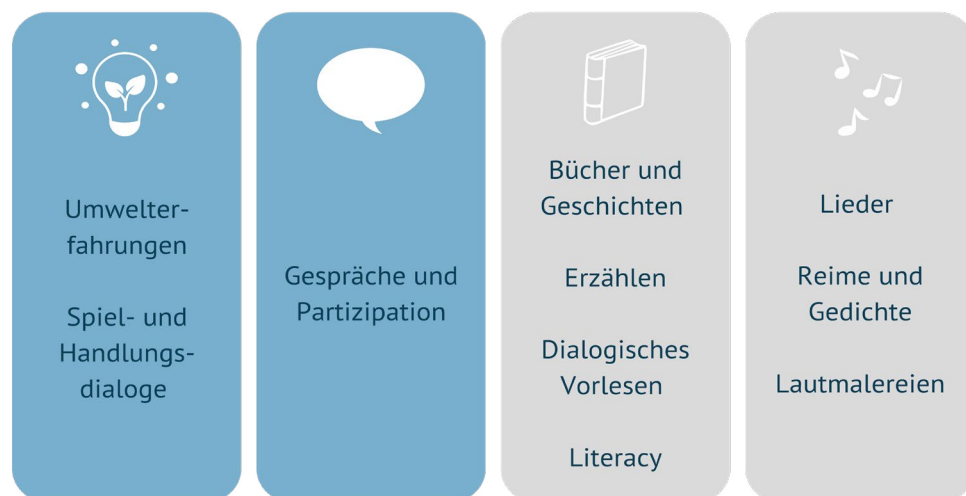 Umwelter-
fahrungen
Spiel- und
Handlungs-
dialoge
Gespräche und
Partizipation
Bücher und
Geschichten
Erzählen
Dialogisches
Vorlesen
Literacy
Lieder
Reime und
Gedichte
Lautmalereien